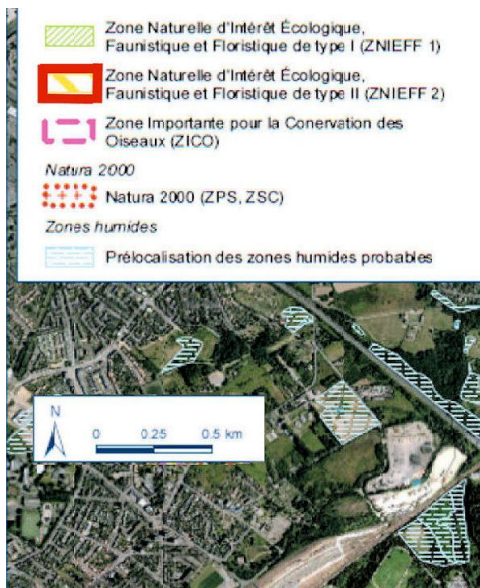 Zone Naturelle d'Intérêt Écologique,
Faunistique et Floristique de type I (ZNIEFF 1)
Zone Naturelle d'Intérêt Écologique,
Faunistique et Floristique de type II (ZNIEFF 2)
Zone Importante pour la Conervation des
Oiseaux (ZICO)
Natura 2000
Natura 2000 (ZPS, ZSC)
Zones humides
Prélocalisation des zones humides probables
N
0 0.25 0.5 km